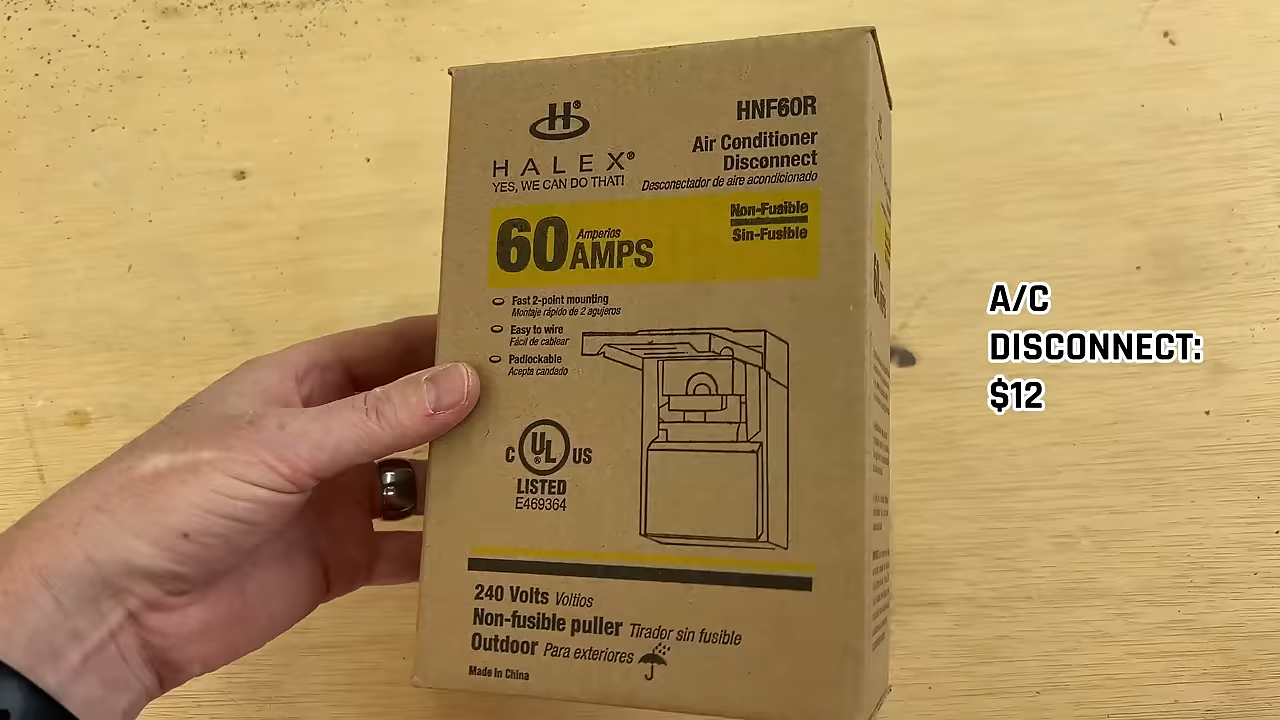 H®
HALEX®
YES, WE CAN DO THAT!
HNF60R
Air Conditioner
Disconnect
Desconectador de aire acondicionado
60 Amperios
AMPS
Non-Fusible
Sin-Fusible
Fast 2-point mounting
Montaje rápido de 2 agujeros
Easy to wire
Fácil de cablear
Padlockable
Acepta candado
C UL® US
LISTED
E469364
240 Volts Voltios
Non-fusible puller Tirador sin fusible
Outdoor Para exteriores
Made in China
A/C
DISCONNECT:
$12